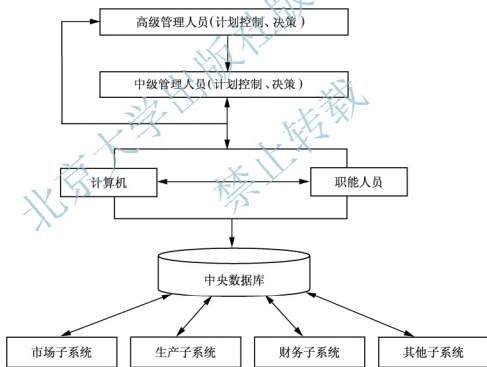 高级管理人员(计划控制、决策)
中级管理人员(计划控制、决策)
计算机
职能人员
中央数据库
市场子系统
生产子系统
财务子系统
其他子系统
北京大学出版社版
禁止转载